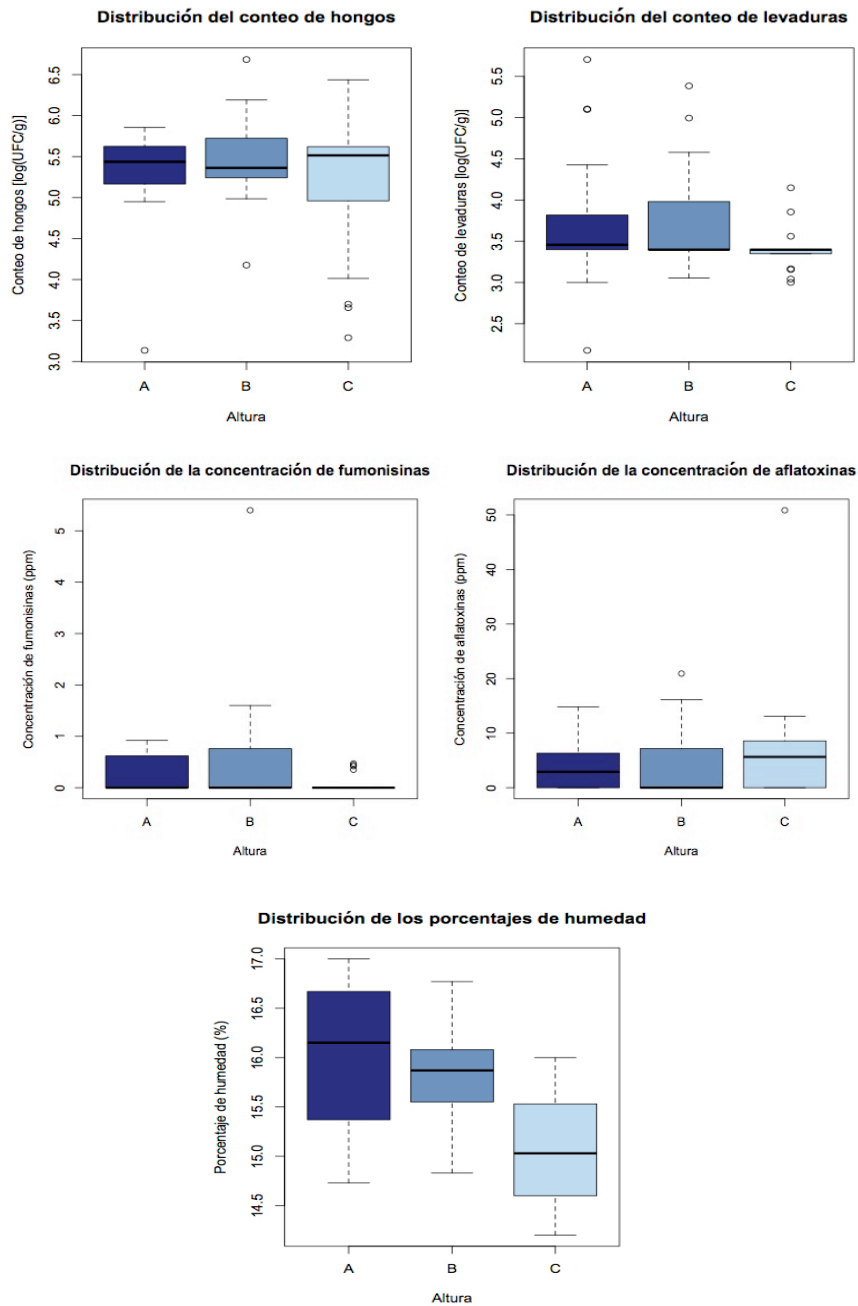 Distribución del conteo de hongos
Conteo de hongos [log(UFC/g)]
6.5
6.0
5.5
5.0
4.5
4.0
3.5
3.0
A B C
Altura
Distribución del conteo de levaduras
Conteo de levaduras [log(UFC/g)]
5.5
5.0
4.5
4.0
3.5
3.0
2.5
A B C
Altura
Distribución de la concentración de fumonisinas
Concentración de fumonisinas (ppm)
5
4
3
2
1
0
A B C
Altura
Distribución de la concentración de aflatoxinas
Concentración de aflatoxinas (ppm)
50
40
30
20
10
0
A B C
Altura
Distribución de los porcentajes de humedad
Porcentaje de humedad (%)
17.0
16.5
16.0
15.5
15.0
14.5
A B C
Altura